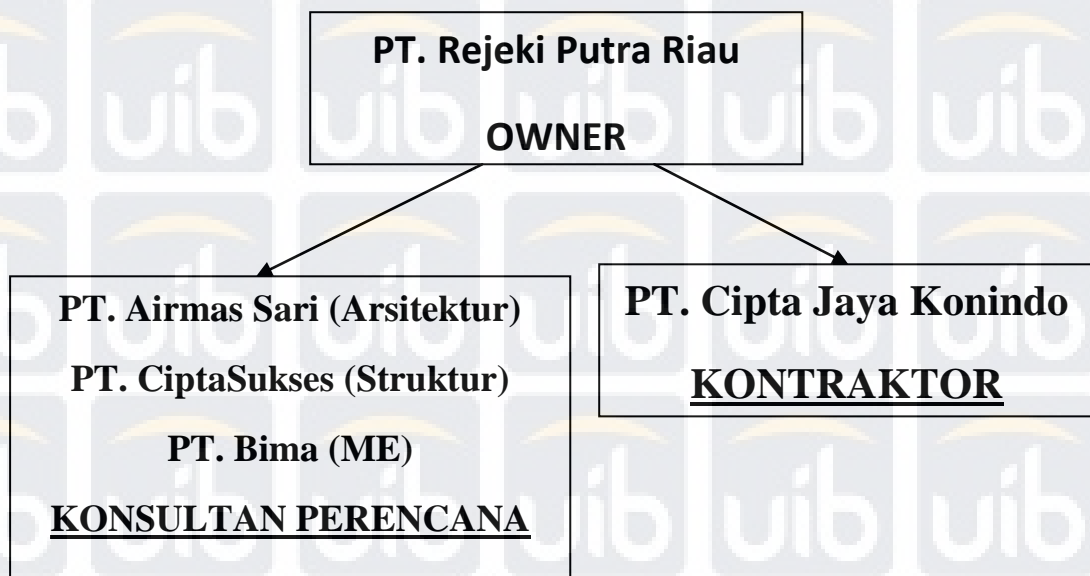 PT. Rejeki Putra Riau
OWNER
PT. Airmas Sari (Arsitektur)
PT. CiptaSukses (Struktur)
PT. Bima (ME)
KONSULTAN PERENCANA
PT. Cipta Jaya Konindo
KONTRAKTOR
uib